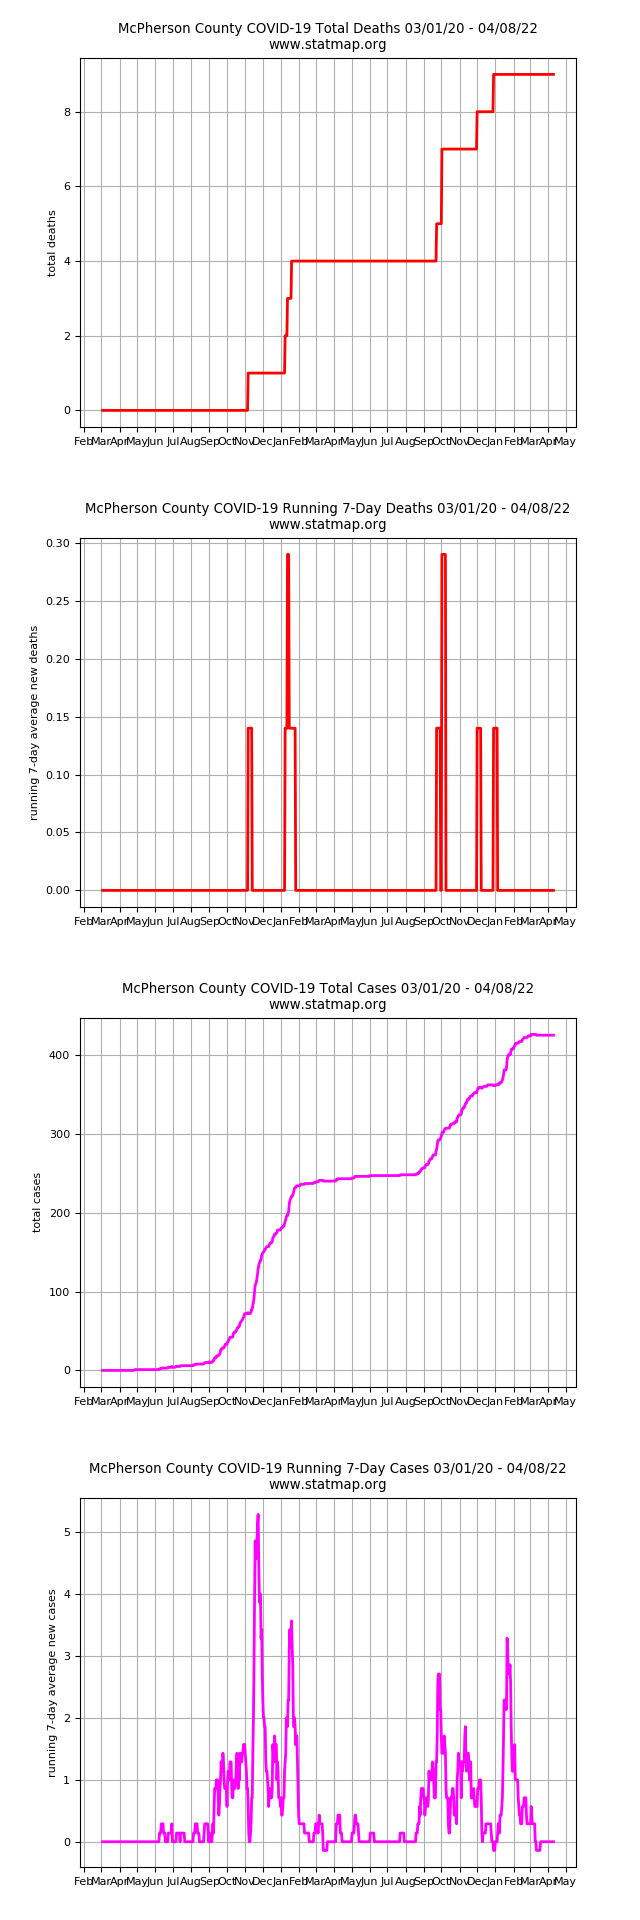 McPherson County COVID-19 Total Deaths 03/01/20 - 04/08/22
www.statmap.org
total deaths
8
6
4
2
0
Feb Mar Apr May Jun Jul Aug Sep Oct Nov Dec Jan Feb Mar Apr May Jun Jul Aug Sep Oct Nov Dec Jan Feb Mar Apr May
McPherson County COVID-19 Running 7-Day Deaths 03/01/20 - 04/08/22
www.statmap.org
running 7-day average new deaths
0.30
0.25
0.20
0.15
0.10
0.05
0.00
Feb Mar Apr May Jun Jul Aug Sep Oct Nov Dec Jan Feb Mar Apr May Jun Jul Aug Sep Oct Nov Dec Jan Feb Mar Apr May
McPherson County COVID-19 Total Cases 03/01/20 - 04/08/22
www.statmap.org
total cases
400
300
200
100
0
Feb Mar Apr May Jun Jul Aug Sep Oct Nov Dec Jan Feb Mar Apr May Jun Jul Aug Sep Oct Nov Dec Jan Feb Mar Apr May
McPherson County COVID-19 Running 7-Day Cases 03/01/20 - 04/08/22
www.statmap.org
running 7-day average new cases
5
4
3
2
1
0
Feb Mar Apr May Jun Jul Aug Sep Oct Nov Dec Jan Feb Mar Apr May Jun Jul Aug Sep Oct Nov Dec Jan Feb Mar Apr May